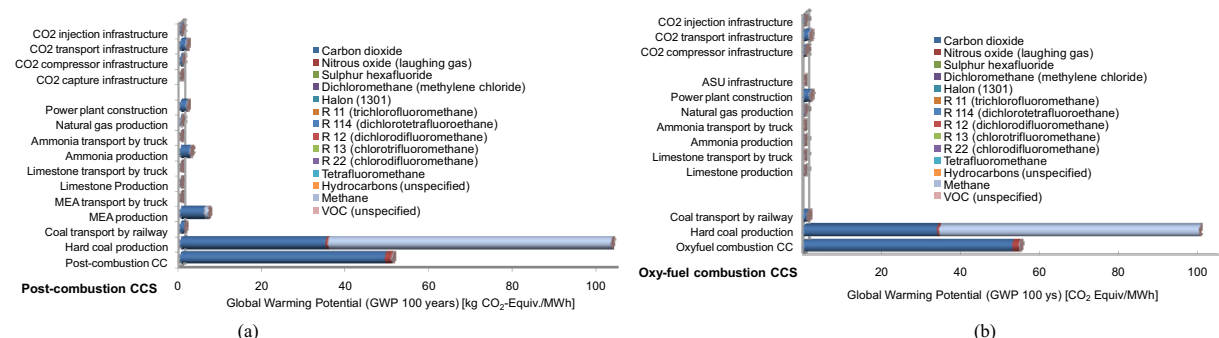 (a)
CO2 injection infrastructure
CO2 transport infrastructure
CO2 compressor infrastructure
CO2 capture infrastructure
Power plant construction
Natural gas production
Ammonia transport by truck
Ammonia production
Limestone transport by truck
Limestone Production
MEA transport by truck
MEA production
Coal transport by railway
Hard coal production
Post-combustion CC
Carbon dioxide
Nitrous oxide (laughing gas)
Sulphur hexafluoride
Dichloromethane (methylene chloride)
Halon (1301)
R 11 (trichlorofluoromethane)
R 114 (dichlorotetrafluoroethane)
R 12 (dichlorodifluoromethane)
R 13 (chlorotrifluoromethane)
R 22 (chlorodifluoromethane)
Tetrafluoromethane
Hydrocarbons (unspecified)
Methane
VOC (unspecified)
Post-combustion CCS
0 20 40 60 80 100
Global Warming Potential (GWP 100 years) [kg CO2-Equiv./MWh]
(a)
(b)
CO2 injection infrastructure
CO2 transport infrastructure
CO2 compressor infrastructure
ASU infrastructure
Power plant construction
Natural gas production
Ammonia transport by truck
Ammonia production
Limestone transport by truck
Limestone production
Coal transport by railway
Hard coal production
Oxyfuel combustion CC
Carbon dioxide
Nitrous oxide (laughing gas)
Sulphur hexafluoride
Dichloromethane (methylene chloride)
Halon (1301)
R 11 (trichlorofluoromethane)
R 114 (dichlorotetrafluoroethane)
R 12 (dichlorodifluoromethane)
R 13 (chlorotrifluoromethane)
R 22 (chlorodifluoromethane)
Tetrafluoromethane
Hydrocarbons (unspecified)
Methane
VOC (unspecified)
Oxy-fuel combustion CCS
20 40 60 80 100
Global Warming Potential (GWP 100 ys) [CO2 Equiv/MWh]
(b)